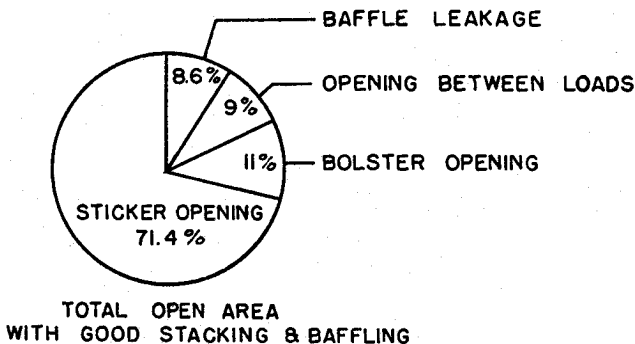 BAFFLE LEAKAGE
8.6%
OPENING BETWEEN LOADS
9%
11%
BOLSTER OPENING
STICKER OPENING
71.4%
TOTAL OPEN AREA
WITH GOOD STACKING & BAFFLING